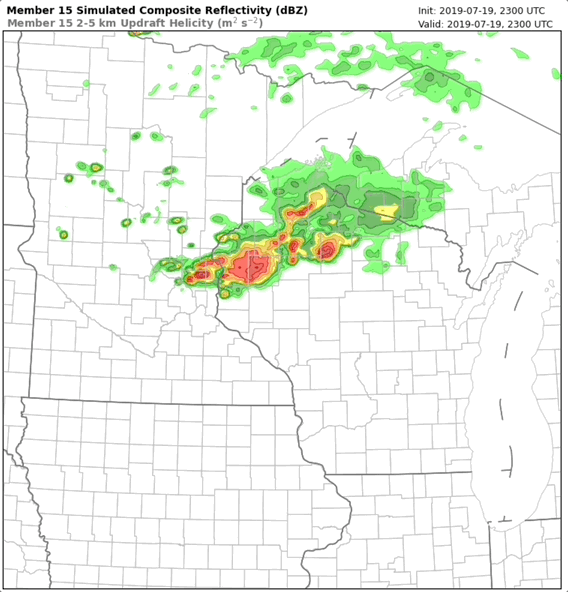 Member 15 Simulated Composite Reflectivity (dBZ)
Member 15 2-5 km Updraft Helicity (m² s⁻²)
Init: 2019-07-19, 2300 UTC
Valid: 2019-07-19, 2300 UTC